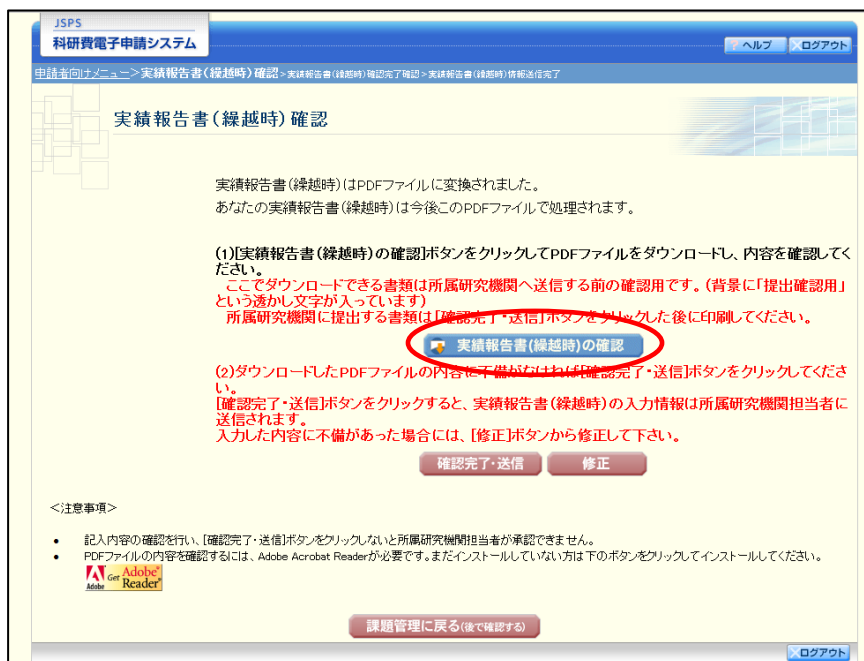 JSPS
科研費電子申請システム
? ヘルプ
ログアウト
申請者向けメニュー>実績報告書(繰越時)確認>実績報告書(繰越時)確認完了確認>実績報告書(繰越時)情報送信完了
実績報告書(繰越時)確認
実績報告書(繰越時)はPDFファイルに変換されました。
あなたの実績報告書(繰越時)は今後このPDFファイルで処理されます。
(1)[実績報告書(繰越時)の確認]ボタンをクリックしてPDFファイルをダウンロードし、内容を確認してく
ださい。
ここでダウンロードできる書類は所属研究機関へ送信する前の確認用です。(背景に「提出確認用」
という透かし文字が入っています)
所属研究機関に提出する書類は[確認完了・送信]ボタンをクリックした後に印刷してください。
実績報告書(繰越時)の確認
(2)ダウンロードしたPDFファイルの内容に不備がなければ[確認完了・送信]ボタンをクリックしてくださ
い。
[確認完了・送信]ボタンをクリックすると、実績報告書(繰越時)の入力情報は所属研究機関担当者に
送信されます。
入力した内容に不備があった場合には、[修正]ボタンから修正して下さい。
確認完了・送信
修正
<注意事項>
● 記入内容の確認を行い、[確認完了・送信]ボタンをクリックしないと所属研究機関担当者が承認できません。
● PDFファイルの内容を確認するには、Adobe Acrobat Readerが必要です。まだインストールしていない方は下のボタンをクリックしてインストールしてください。
Adobe Get Adobe® Reader®
課題管理に戻る(後で確認する)
ログアウト